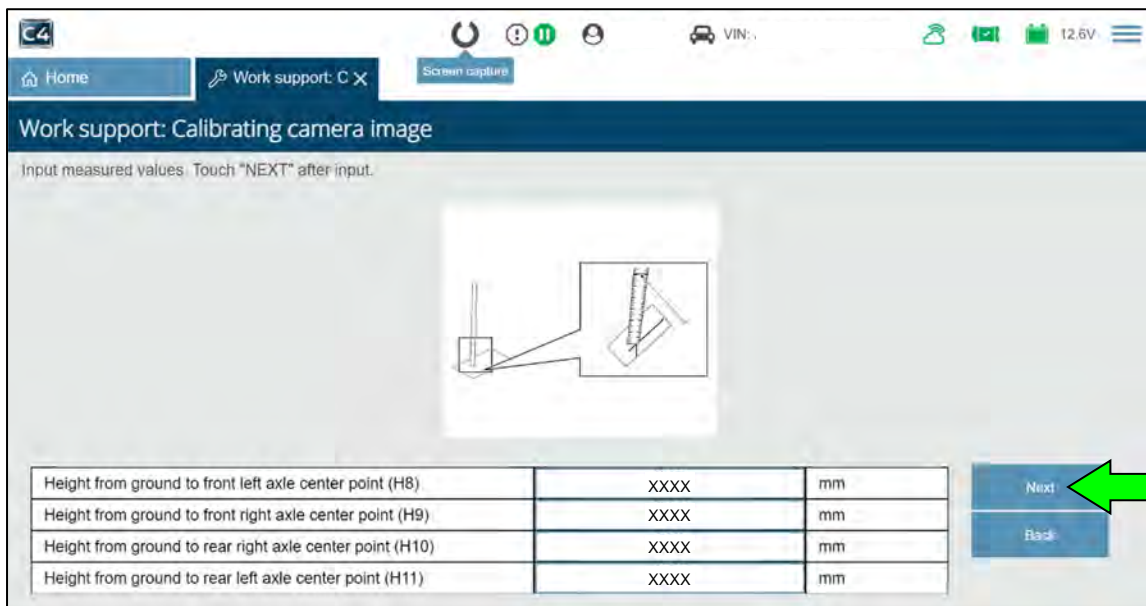 C4
VIN: .
12.6V
Home
Work support: C X
Screen capture
Work support: Calibrating camera image
Input measured values. Touch "NEXT" after input.
Height from ground to front left axle center point (H8) XXXX mm
Next
Height from ground to front right axle center point (H9) XXXX mm
Height from ground to rear right axle center point (H10) XXXX mm
Back
Height from ground to rear left axle center point (H11) XXXX mm